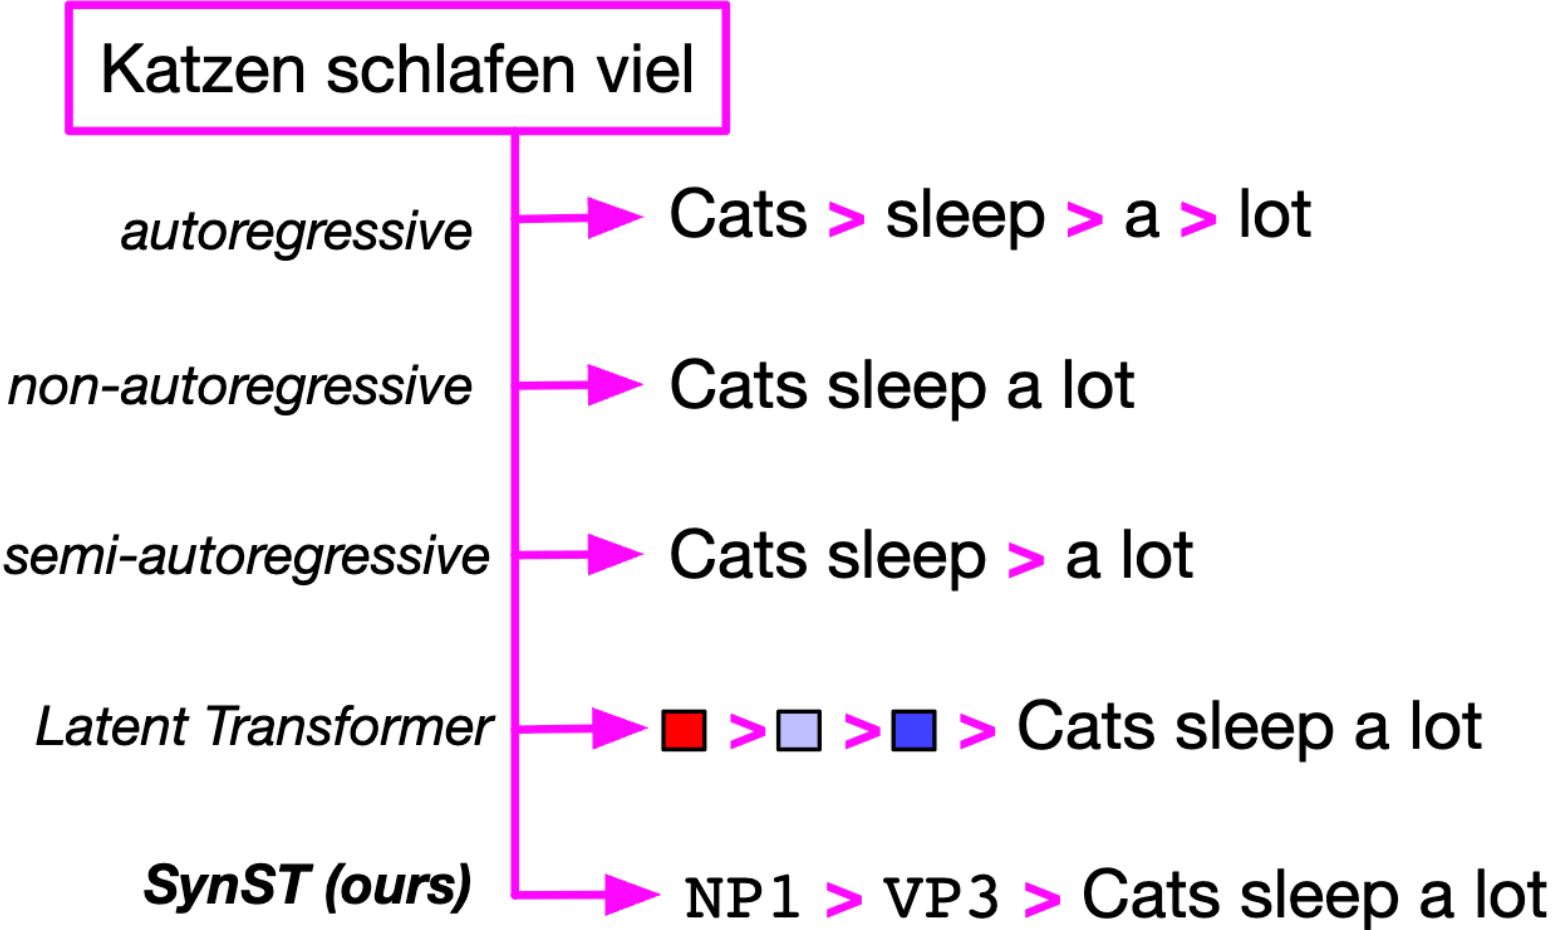 Katzen schlafen viel
autoregressive Cats > sleep > a > lot
non-autoregressive Cats sleep a lot
semi-autoregressive Cats sleep > a lot
Latent Transformer > > > Cats sleep a lot
SynST (ours) NP1 > VP3 > Cats sleep a lot